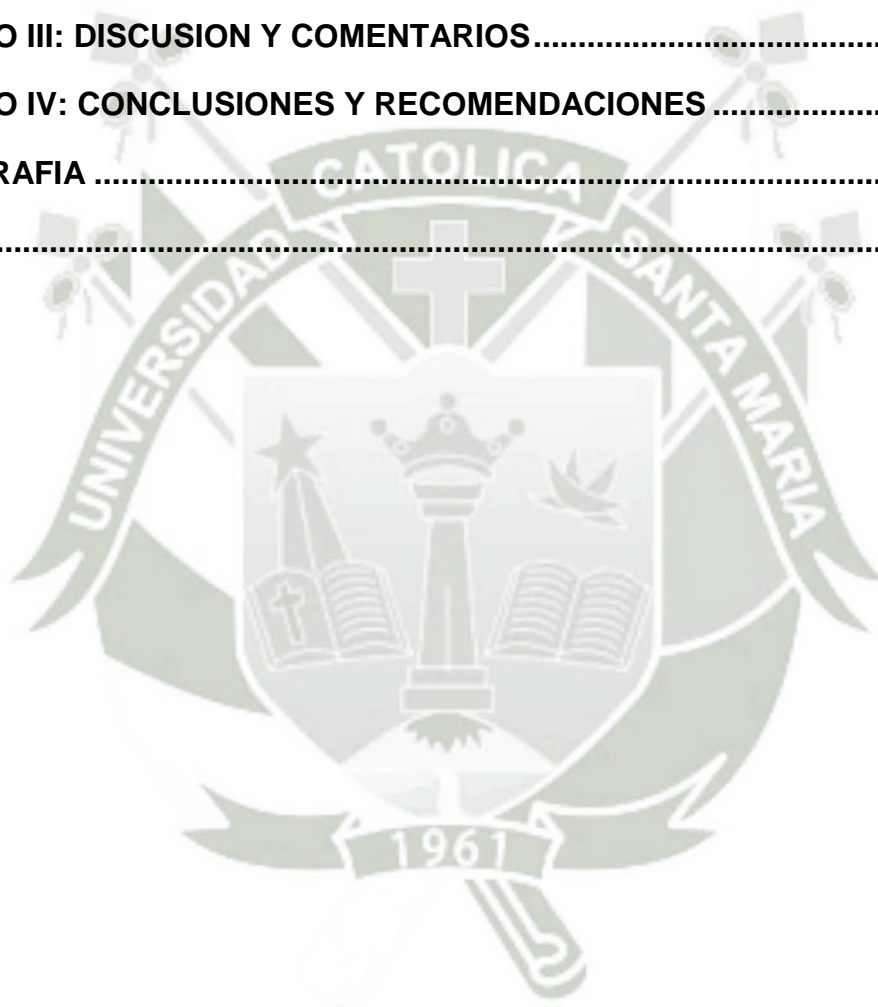 O III: DISCUSION Y COMENTARIOS....................................
O IV: CONCLUSIONES Y RECOMENDACIONES ...................
RAFIA ......................................................................................
................................................................................................
UNIVERSIDAD CATOLICA SANTA MARIA
1961